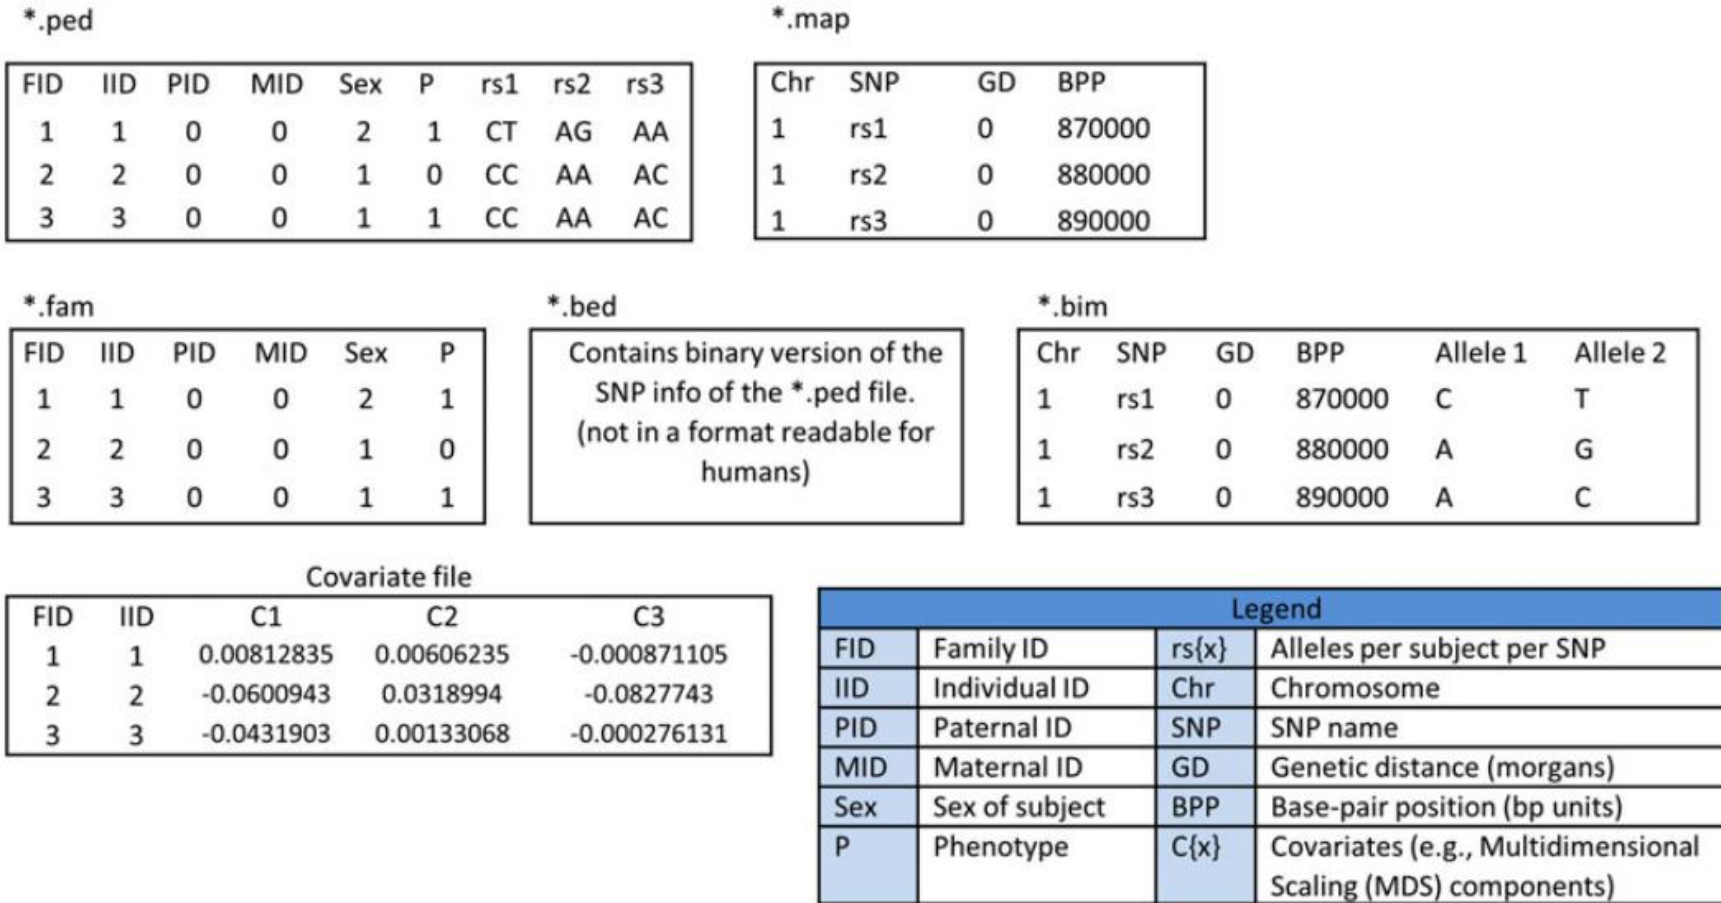 *.ped
FID IID PID MID Sex P rs1 rs2 rs3
1 1 0 0 2 1 CT AG AA
2 2 0 0 1 0 CC AA AC
3 3 0 0 1 1 CC AA AC
*.map
Chr SNP GD BPP
1 rs1 0 870000
1 rs2 0 880000
1 rs3 0 890000
*.fam
FID IID PID MID Sex P
1 1 0 0 2 1
2 2 0 0 1 0
3 3 0 0 1 1
*.bed
Contains binary version of the
SNP info of the *.ped file.
(not in a format readable for
humans)
*.bim
Chr SNP GD BPP Allele 1 Allele 2
1 rs1 0 870000 C T
1 rs2 0 880000 A G
1 rs3 0 890000 A C
Covariate file
FID IID C1 C2 C3
1 1 0.00812835 0.00606235 -0.000871105
2 2 -0.0600943 0.0318994 -0.0827743
3 3 -0.0431903 0.00133068 -0.000276131
Legend
FID Family ID rs{x} Alleles per subject per SNP
IID Individual ID Chr Chromosome
PID Paternal ID SNP SNP name
MID Maternal ID GD Genetic distance (morgans)
Sex Sex of subject BPP Base-pair position (bp units)
P Phenotype C{x} Covariates (e.g., Multidimensional
Scaling (MDS) components)